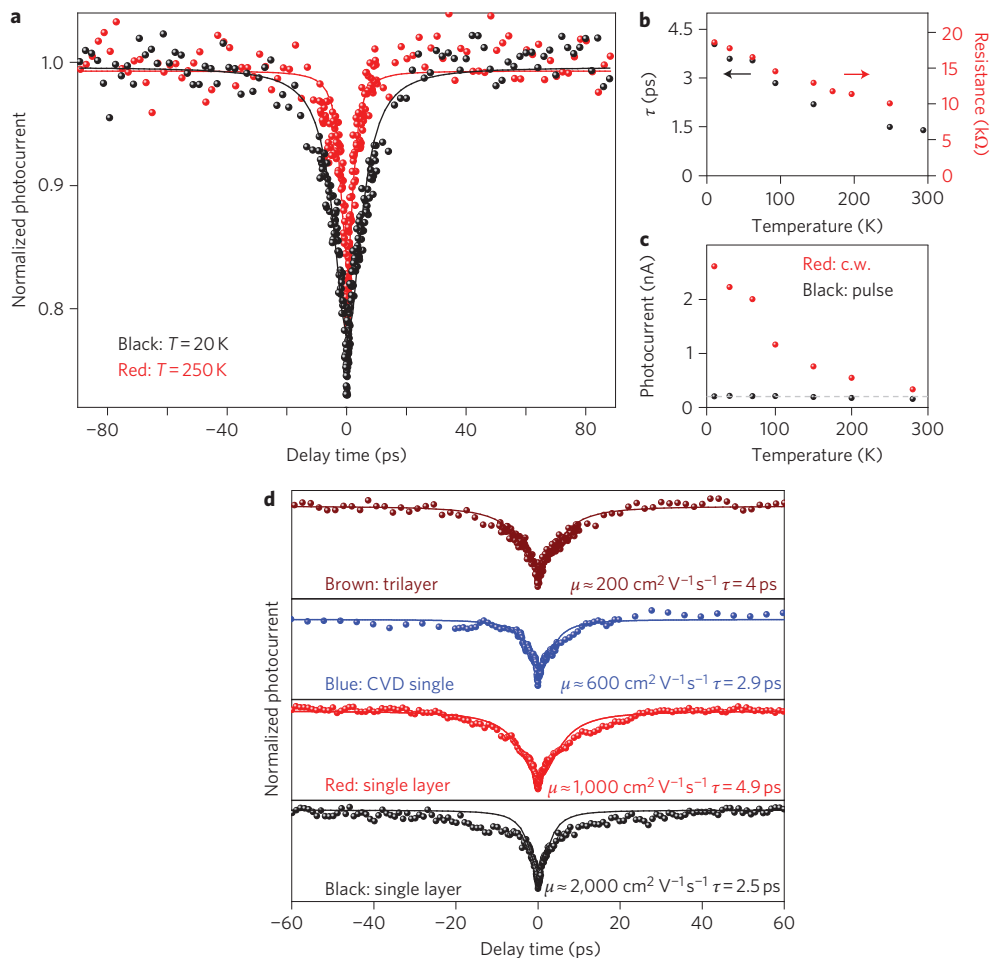 a
1.0
0.9
0.8
Normalized photocurrent
Black: T = 20 K
Red: T = 250 K
−80
−40
0
40
80
Delay time (ps)
b
4.5
3
1.5
0
τ (ps)
20
15
10
5
0
Resistance (kΩ)
0
100
200
300
Temperature (K)
c
Red: c.w.
Black: pulse
2
1
0
Photocurrent (nA)
0
100
200
300
Temperature (K)
d
Normalized photocurrent
Brown: trilayer
μ ≈ 200 cm² V⁻¹ s⁻¹ τ = 4 ps
Blue: CVD single
μ ≈ 600 cm² V⁻¹ s⁻¹ τ = 2.9 ps
Red: single layer
μ ≈ 1,000 cm² V⁻¹ s⁻¹ τ = 4.9 ps
Black: single layer
μ ≈ 2,000 cm² V⁻¹ s⁻¹ τ = 2.5 ps
−60
−40
−20
0
20
40
60
Delay time (ps)